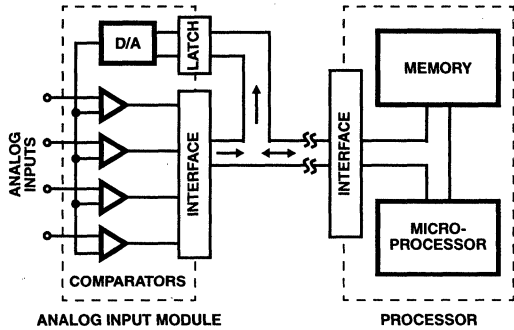 D/A
LATCH
MEMORY
ANALOG
INPUTS
INTERFACE
INTERFACE
MICRO-
PROCESSOR
COMPARATORS
ANALOG INPUT MODULE
PROCESSOR